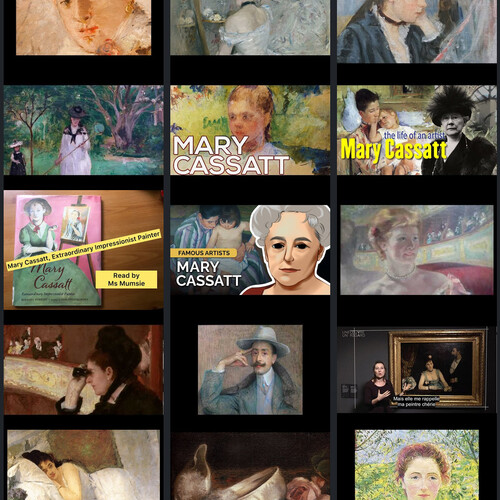 MARY
CASSATT
the life of an artist
Mary Cassatt
Mary Cassatt, Extraordinary Impressionist Painter
Mary
Cassatt
Read by
Ms Mumsie
FAMOUS ARTISTS
MARY
CASSATT
Mais elle me rappelle
ma peintre chérie